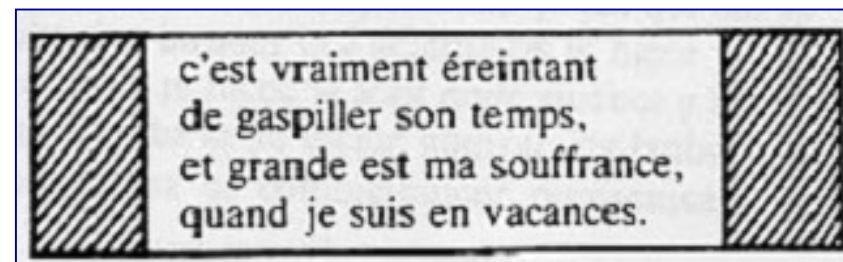 c'est vraiment éreintant
de gaspiller son temps,
et grande est ma souffrance,
quand je suis en vacances.